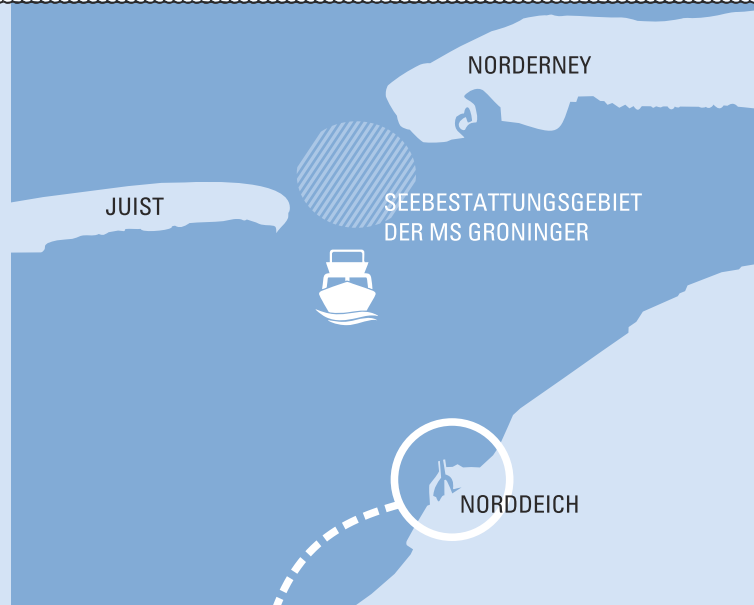 NORDERNEY
JUIST
SEEBESTATTUNGSGEBIET
DER MS GRONINGER
NORDDEICH